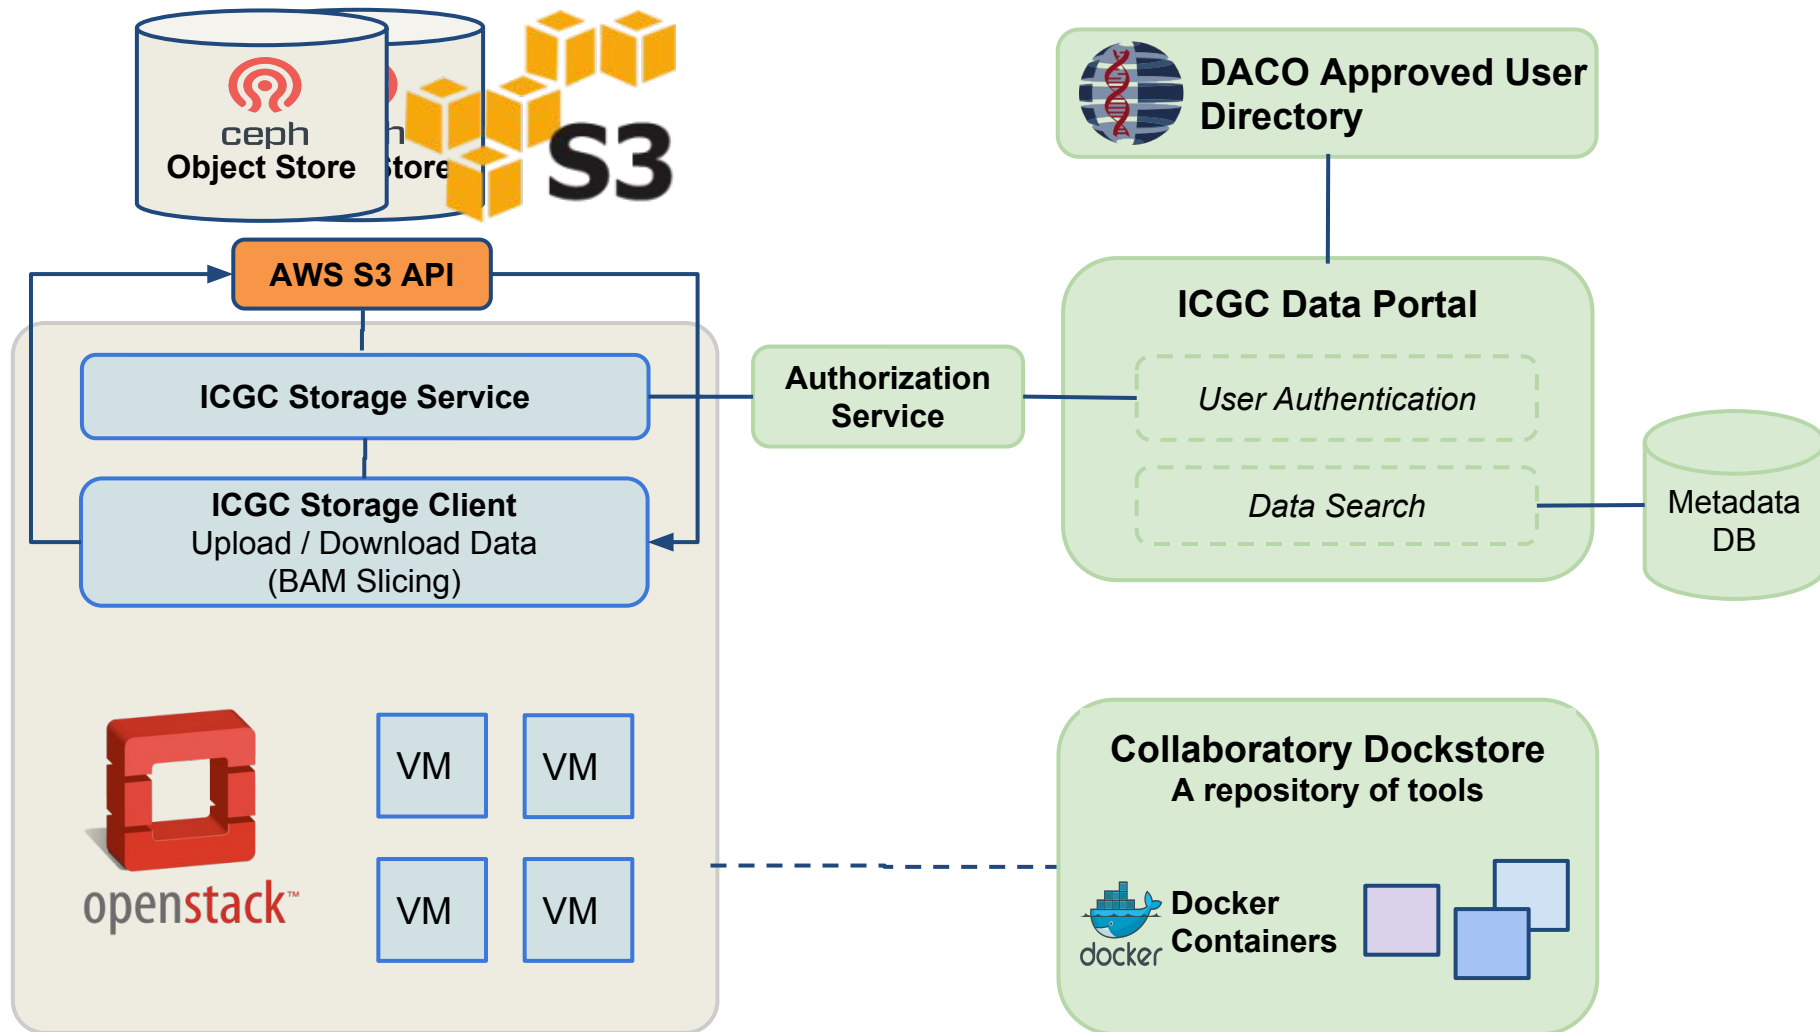 ceph
Object Store
h
Store
S3
AWS S3 API
ICGC Storage Service
ICGC Storage Client
Upload / Download Data
(BAM Slicing)
openstack™
VM
VM
VM
VM
DACO Approved User
Directory
ICGC Data Portal
Authorization
Service
User Authentication
Data Search
Metadata
DB
Collaboratory Dockstore
A repository of tools
docker
Docker
Containers